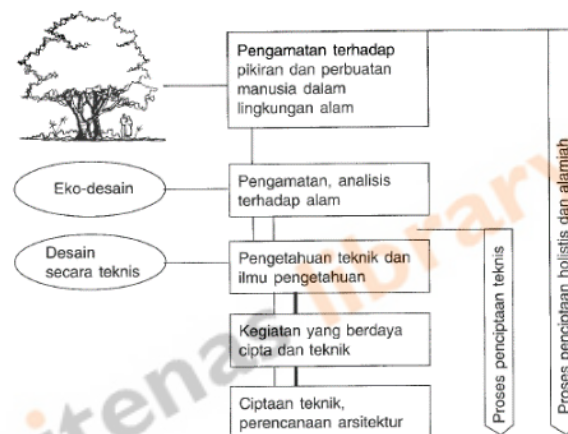 Pengamatan terhadap
pikiran dan perbuatan
manusia dalam
lingkungan alam
Eko-desain
Pengamatan, analisis
terhadap alam
Desain
secara teknis
Pengetahuan teknik dan
ilmu pengetahuan
Kegiatan yang berdaya
cipta dan teknik
Ciptaan teknik,
perencanaan arsitektur
Proses penciptaan teknis
Proses penciptaan holistis dan alamiah
itenas library